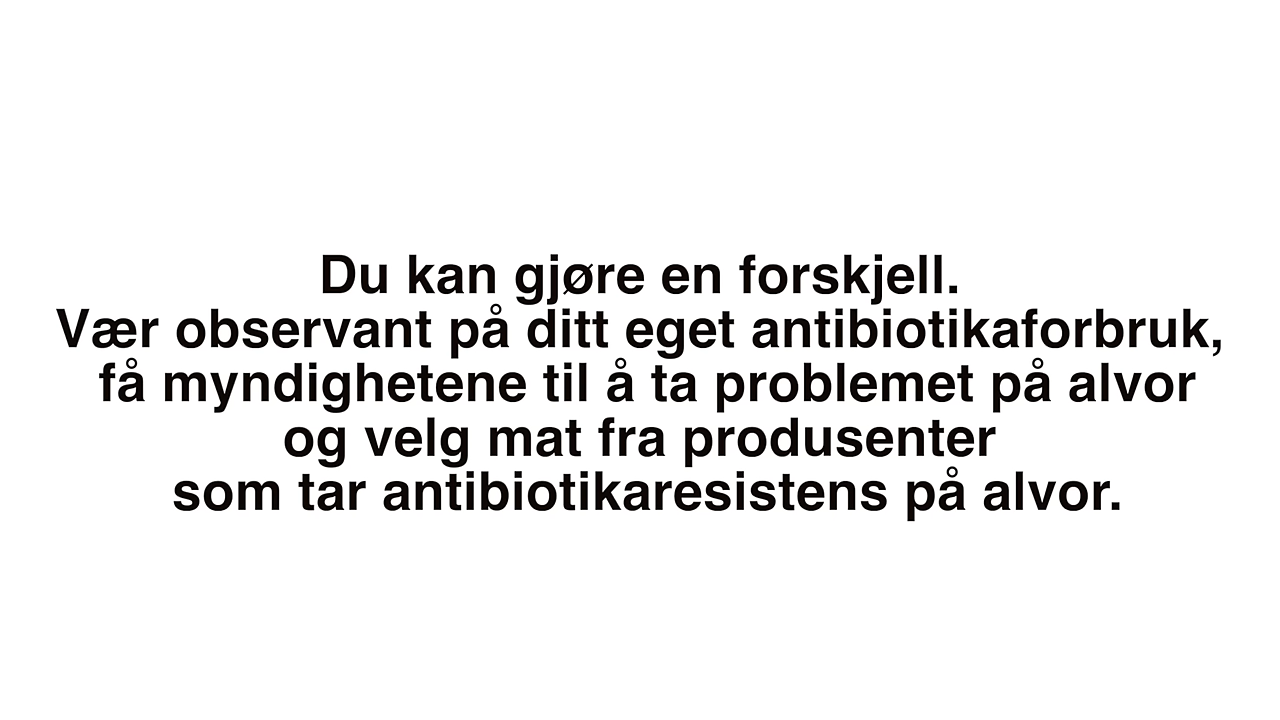 Du kan gjøre en forskjell.
Vær observant på ditt eget antibiotikaforbruk,
få myndighetene til å ta problemet på alvor
og velg mat fra produsenter
som tar antibiotikaresistens på alvor.